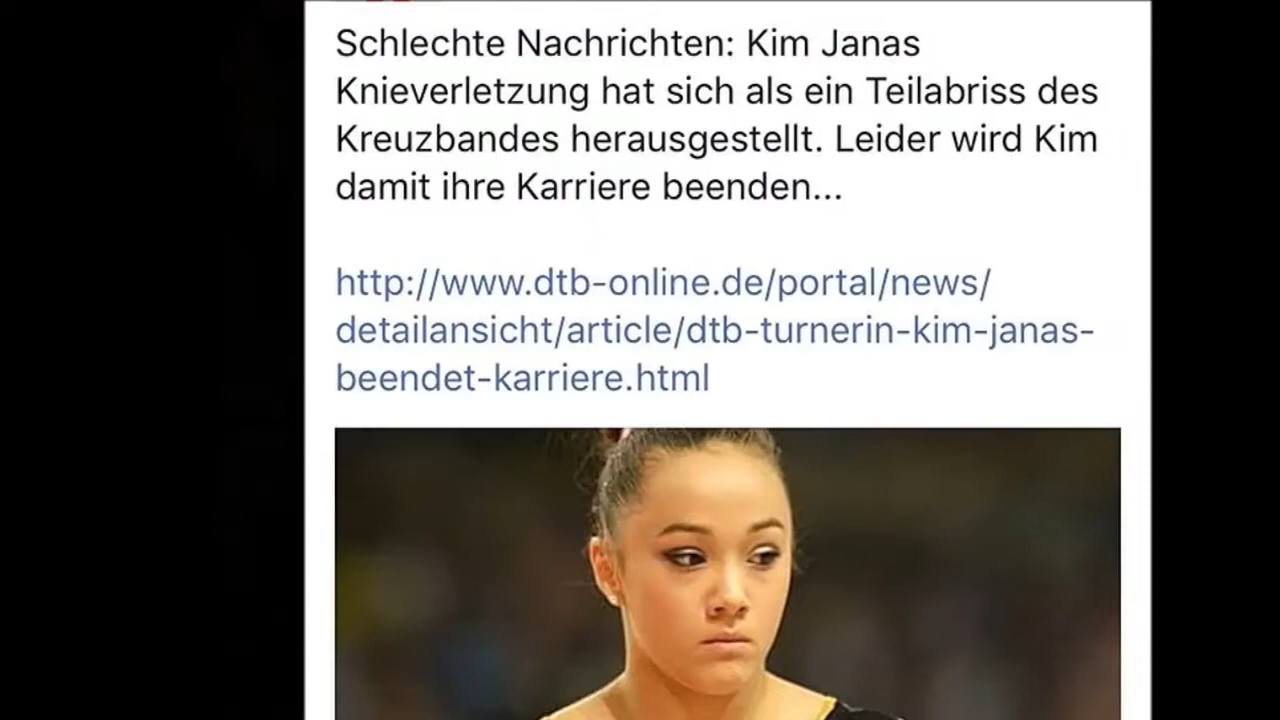 Schlechte Nachrichten: Kim Janas
Knieverletzung hat sich als ein Teilabriss des
Kreuzbandes herausgestellt. Leider wird Kim
damit ihre Karriere beenden...
http://www.dtb-online.de/portal/news/
detailansicht/article/dtb-turnerin-kim-janas-
beendet-karriere.html